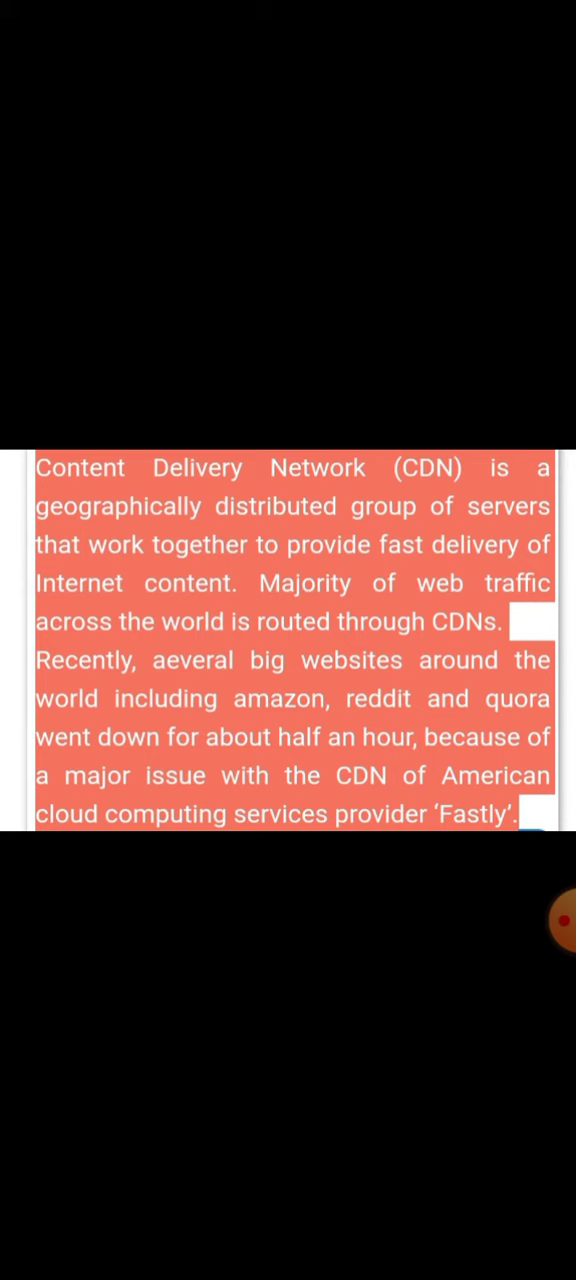 Content Delivery Network (CDN) is a
geographically distributed group of servers
that work together to provide fast delivery of
Internet content. Majority of web traffic
across the world is routed through CDNs.
Recently, aeveral big websites around the
world including amazon, reddit and quora
went down for about half an hour, because of
a major issue with the CDN of American
cloud computing services provider ‘Fastly’.